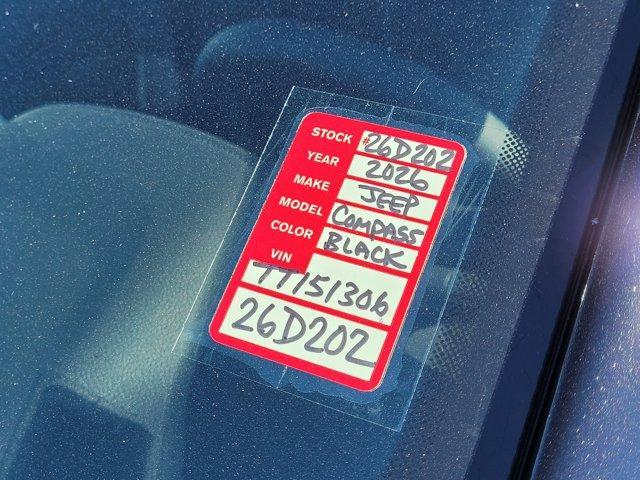 STOCK #26D202
YEAR 2026
MAKE JEEP
MODEL COMPASS
COLOR BLACK
VIN
TT151306
26D202